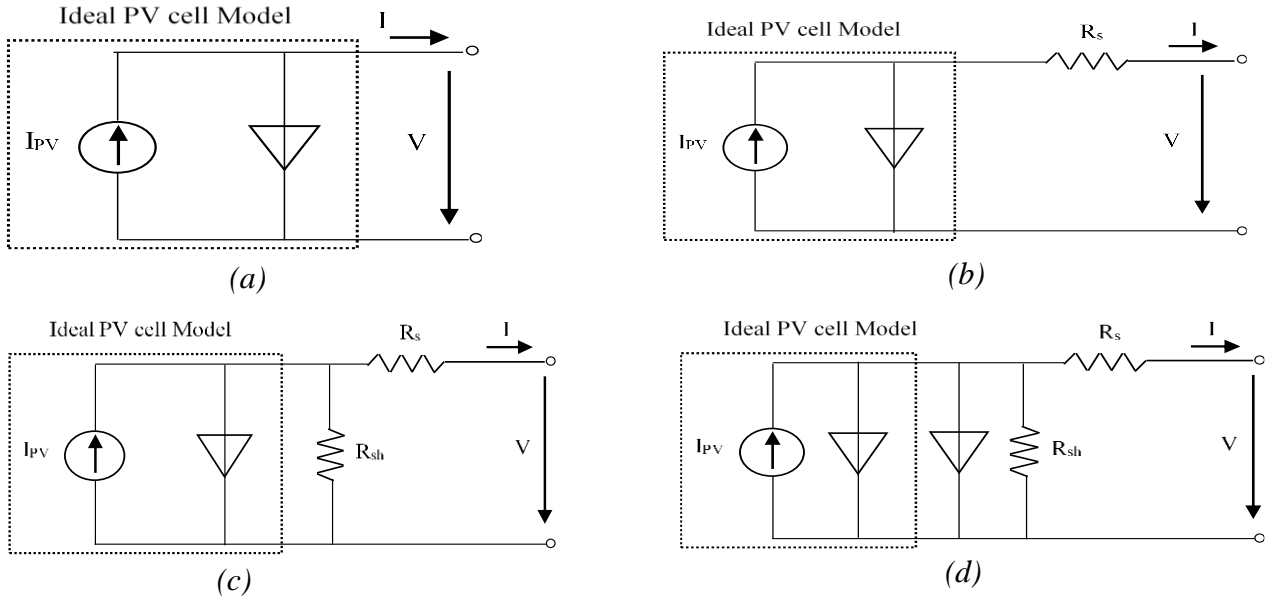 Ideal PV cell Model
I
IPV
V
(a)
Ideal PV cell Model
Rs
I
IPV
V
(b)
Ideal PV cell Model
Rs
I
IPV
Rsh
V
(c)
Ideal PV cell Model
Rs
I
IPV
Rsh
V
(d)